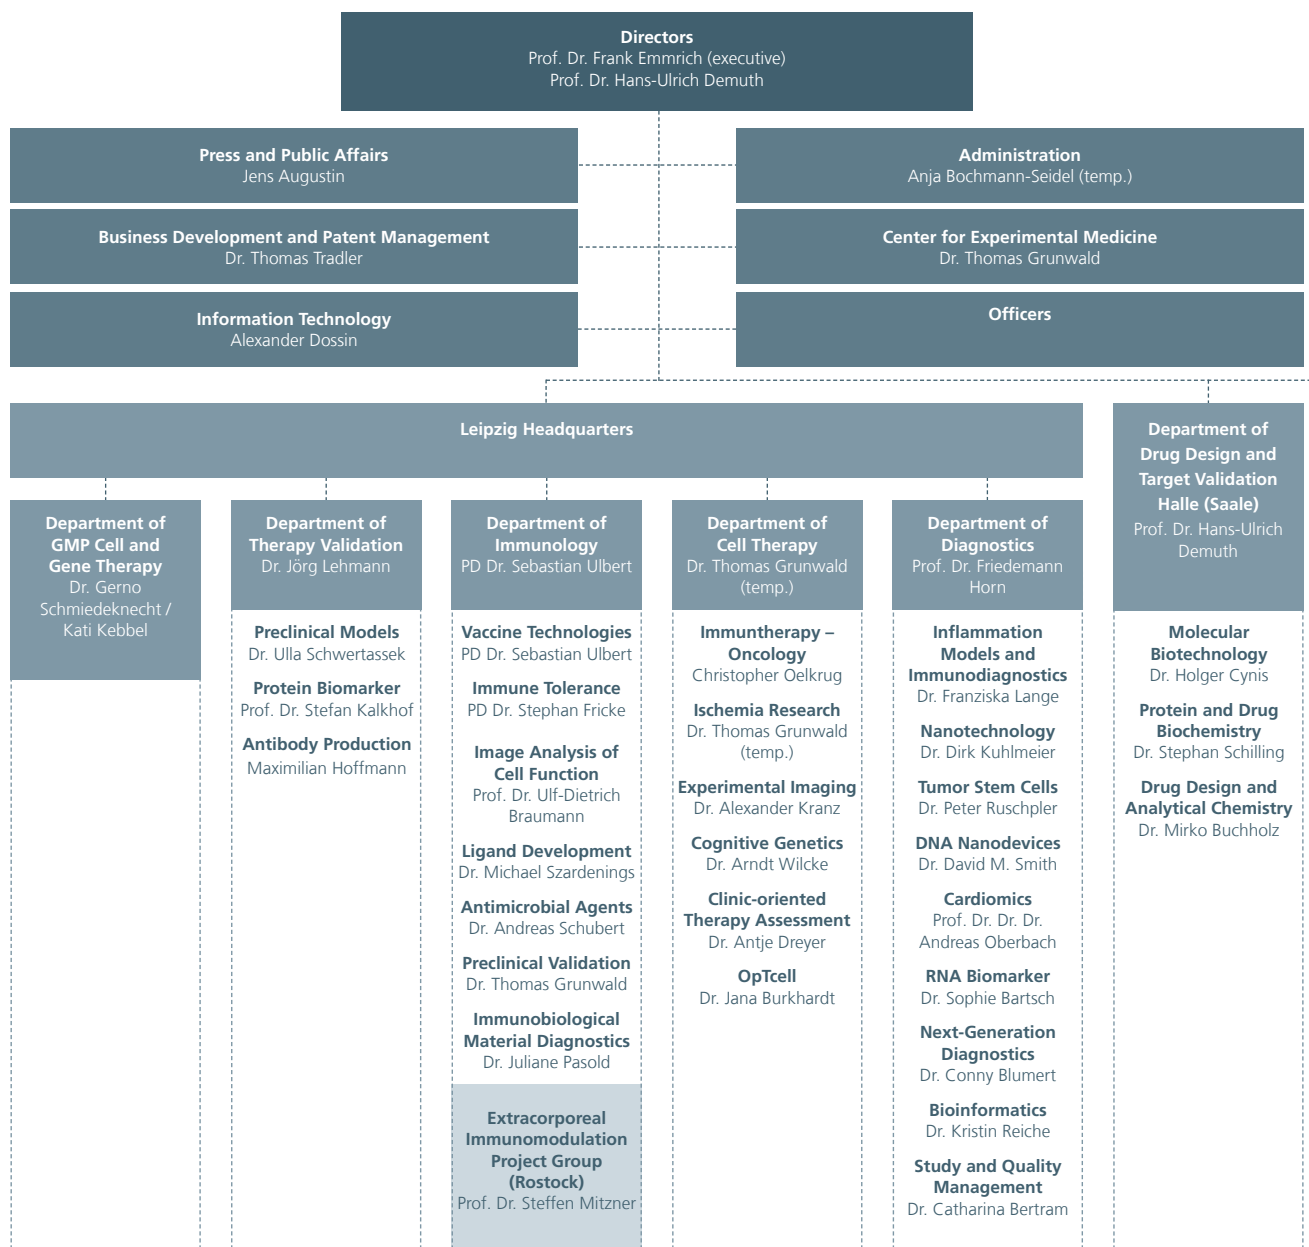 Directors
Prof. Dr. Frank Emmrich (executive)
Prof. Dr. Hans-Ulrich Demuth
Press and Public Affairs
Jens Augustin
Administration
Anja Bochmann-Seidel (temp.)
Business Development and Patent Management
Dr. Thomas Tradler
Center for Experimental Medicine
Dr. Thomas Grunwald
Information Technology
Alexander Dossin
Officers
Leipzig Headquarters
Department of
GMP Cell and
Gene Therapy
Dr. Gerno
Schmiedeknecht /
Kati Kebbel
Department of
Therapy Validation
Dr. Jörg Lehmann
Preclinical Models
Dr. Ulla Schwertassek
Protein Biomarker
Prof. Dr. Stefan Kalkhof
Antibody Production
Maximilian Hoffmann
Department of
Immunology
PD Dr. Sebastian Ulbert
Vaccine Technologies
PD Dr. Sebastian Ulbert
Immune Tolerance
PD Dr. Stephan Fricke
Image Analysis of
Cell Function
Prof. Dr. Ulf-Dietrich
Braumann
Ligand Development
Dr. Michael Szardenings
Antimicrobial Agents
Dr. Andreas Schubert
Preclinical Validation
Dr. Thomas Grunwald
Immunobiological
Material Diagnostics
Dr. Juliane Pasold
Extracorporeal
Immunomodulation
Project Group
(Rostock)
Prof. Dr. Steffen Mitzner
Department of
Cell Therapy
Dr. Thomas Grunwald
(temp.)
Immuntherapy –
Oncology
Christopher Oelkrug
Ischemia Research
Dr. Thomas Grunwald
(temp.)
Experimental Imaging
Dr. Alexander Kranz
Cognitive Genetics
Dr. Arndt Wilcke
Clinic-oriented
Therapy Assessment
Dr. Antje Dreyer
OpTcell
Dr. Jana Burkhardt
Department of
Diagnostics
Prof. Dr. Friedemann
Horn
Inflammation
Models and
Immunodiagnostics
Dr. Franziska Lange
Nanotechnology
Dr. Dirk Kuhlmeier
Tumor Stem Cells
Dr. Peter Ruschpler
DNA Nanodevices
Dr. David M. Smith
Cardiomics
Prof. Dr. Dr. Dr.
Andreas Oberbach
RNA Biomarker
Dr. Sophie Bartsch
Next-Generation
Diagnostics
Dr. Conny Blumert
Bioinformatics
Dr. Kristin Reiche
Study and Quality
Management
Dr. Catharina Bertram
Department of
Drug Design and
Target Validation
Halle (Saale)
Prof. Dr. Hans-Ulrich
Demuth
Molecular
Biotechnology
Dr. Holger Cynis
Protein and Drug
Biochemistry
Dr. Stephan Schilling
Drug Design and
Analytical Chemistry
Dr. Mirko Buchholz